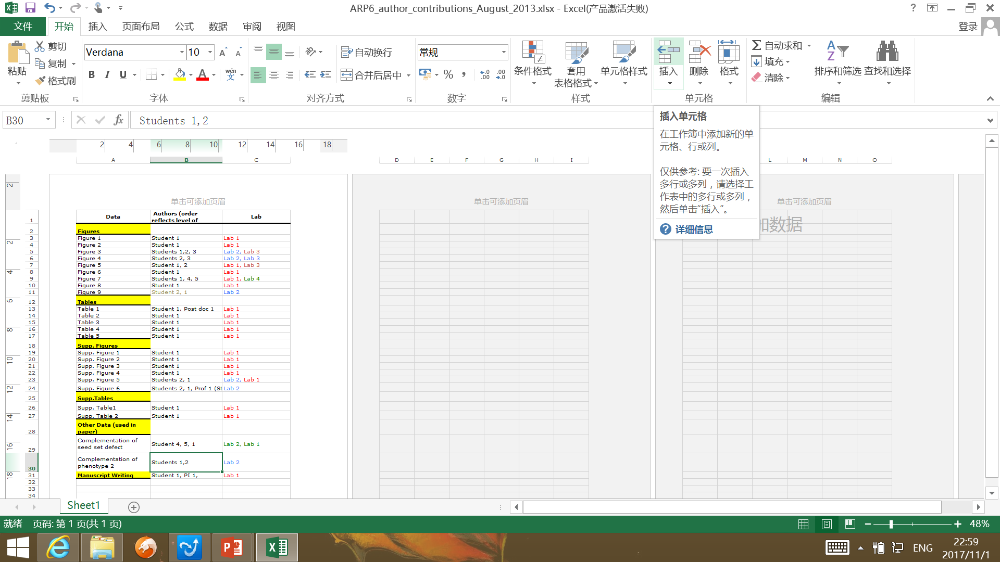 ARP6_author_contributions_August_2013.xlsx - Excel(产品激活失败)
文件 开始 插入 页面布局 公式 数据 审阅 视图 登录
粘贴 剪切 复制 格式刷 剪贴板
Verdana 10
B I U wén 文 A 字体
自动换行 合并后居中 对齐方式
常规 % 数字
条件格式 套用 表格格式 单元格样式 样式
插入 删除 格式 单元格
自动求和 填充 清除 排序和筛选 查找和选择 编辑
B30 fx Students 1,2
插入单元格
在工作簿中添加新的单
元格、行或列。
仅供参考: 要一次插入
多行或多列，请选择工
作表中的多行或多列，
然后单击"插入"。
详细信息
2 4 6 8 10 12 14 16 18
A B C D E F G H I L M N O
单击可添加页眉 单击可添加页眉 单击可添加页眉
加数据
1 Data Authors (order reflects level of Lab
2 Figures
3 Figure 1 Student 1 Lab 1
4 Figure 2 Student 1 Lab 1
5 Figure 3 Students 1,2, 3 Lab 2, Lab 3
6 Figure 4 Students 2, 3 Lab 2, Lab 3
7 Figure 5 Students 1, 2 Lab 1, Lab 3
8 Figure 6 Student 1 Lab 1
9 Figure 7 Students 1, 4, 5 Lab 1, Lab 4
10 Figure 8 Student 1 Lab 1
11 Figure 9 Student 2, 1 Lab 2
12 Tables
13 Table 1 Student 1, Post doc 1 Lab 1
14 Table 2 Student 1 Lab 1
15 Table 3 Student 1 Lab 1
16 Table 4 Student 1 Lab 1
17 Table 5 Student 1 Lab 1
18 Supp. Figures
19 Supp. Figure 1 Student 1 Lab 1
20 Supp. Figure 2 Student 1 Lab 1
21 Supp. Figure 3 Student 1 Lab 1
22 Supp. Figure 4 Student 1 Lab 1
23 Supp. Figure 5 Students 2, 1 Lab 2, Lab 1
24 Supp. Figure 6 Students 2, 1, Prof 1 (St Lab 2
25 Supp.Tables
26 Supp. Table1 Student 1 Lab 1
27 Supp. Table 2 Student 1 Lab 1
28 Other Data (used in paper)
29 Complementation of seed set defect Student 4, 5, 1 Lab 2, Lab 1
30 Complementation of phenotype 2 Students 1,2 Lab 2
31 Manuscript Writing Student 1, PI 1, Lab 1
32
33
34
2 2 4 6 8 10 12 14 16 18
Sheet1
就绪 页码: 第 1 页(共 1 页) 48%
ENG 22:59
2017/11/1